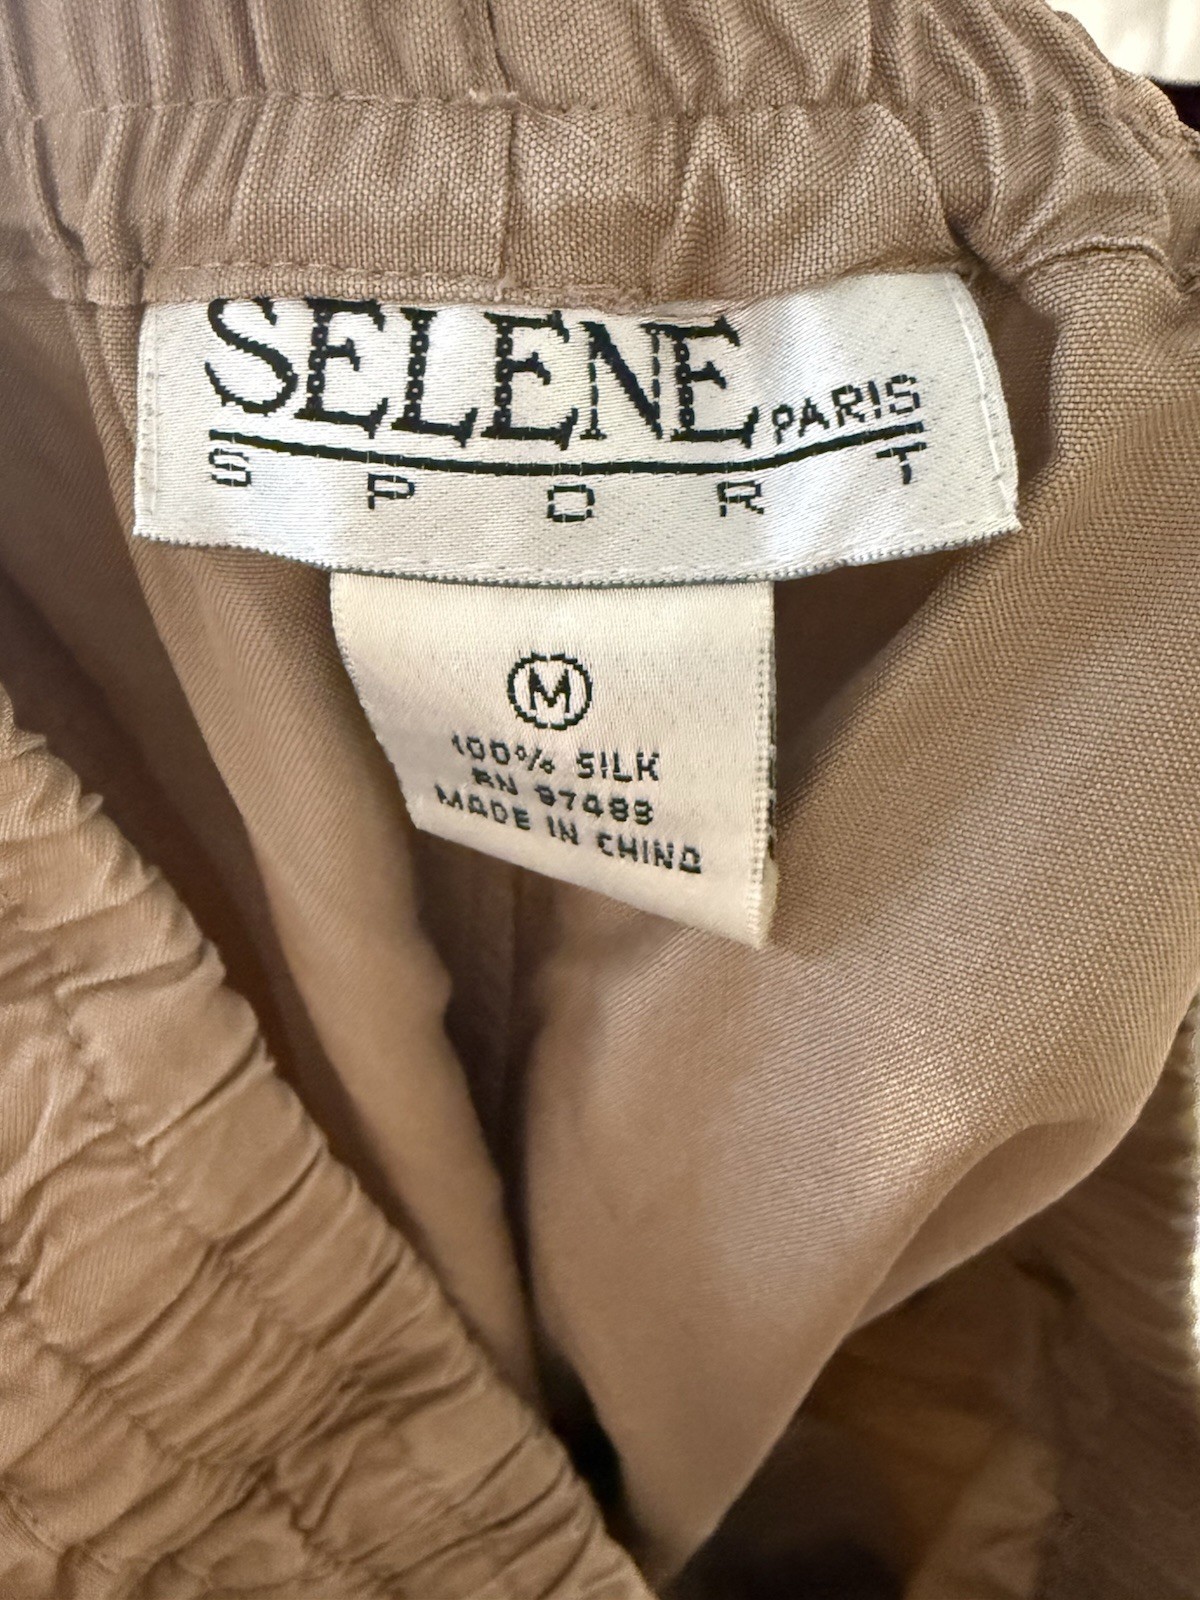 SELENE PARIS
SPORT
M
100% SILK
RN 97489
MADE IN CHINA